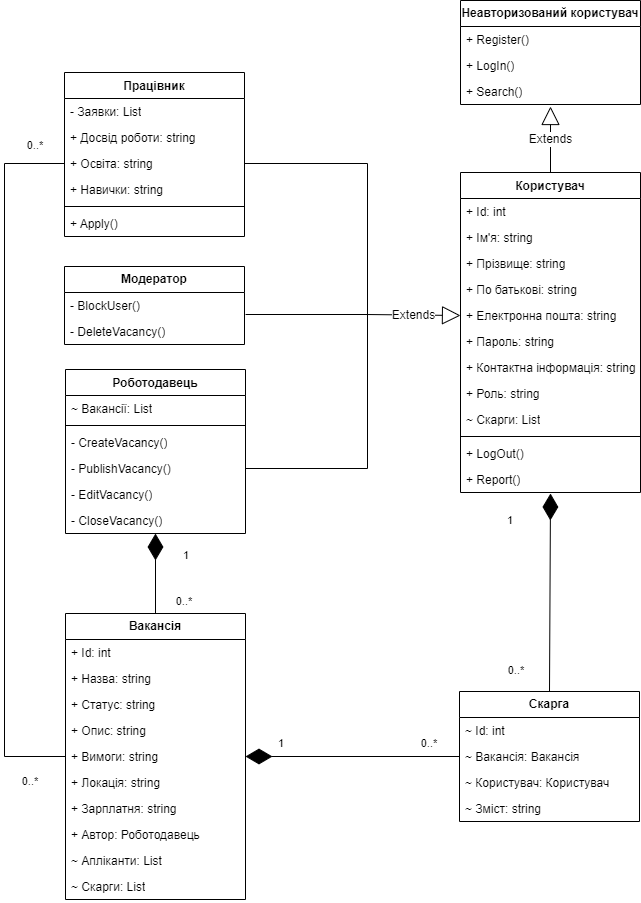 Неавторизований користувач
+ Register()
+ LogIn()
+ Search()
Extends
Працівник
- Заявки: List
+ Досвід роботи: string
+ Освіта: string
+ Навички: string
+ Apply()
0..*
Користувач
+ Id: int
+ Ім'я: string
+ Прізвище: string
+ По батькові: string
+ Електронна пошта: string
+ Пароль: string
+ Контактна інформація: string
+ Роль: string
~ Скарги: List
+ LogOut()
+ Report()
Модератор
- BlockUser()
- DeleteVacancy()
Extends
Роботодавець
~ Вакансії: List
- CreateVacancy()
- PublishVacancy()
- EditVacancy()
- CloseVacancy()
1
0..*
1
0..*
Вакансія
+ Id: int
+ Назва: string
+ Статус: string
+ Опис: string
+ Вимоги: string
+ Локація: string
+ Зарплатня: string
+ Автор: Роботодавець
~ Апліканти: List
~ Скарги: List
0..*
1
0..*
Скарга
~ Id: int
~ Вакансія: Вакансія
~ Користувач: Користувач
~ Зміст: string